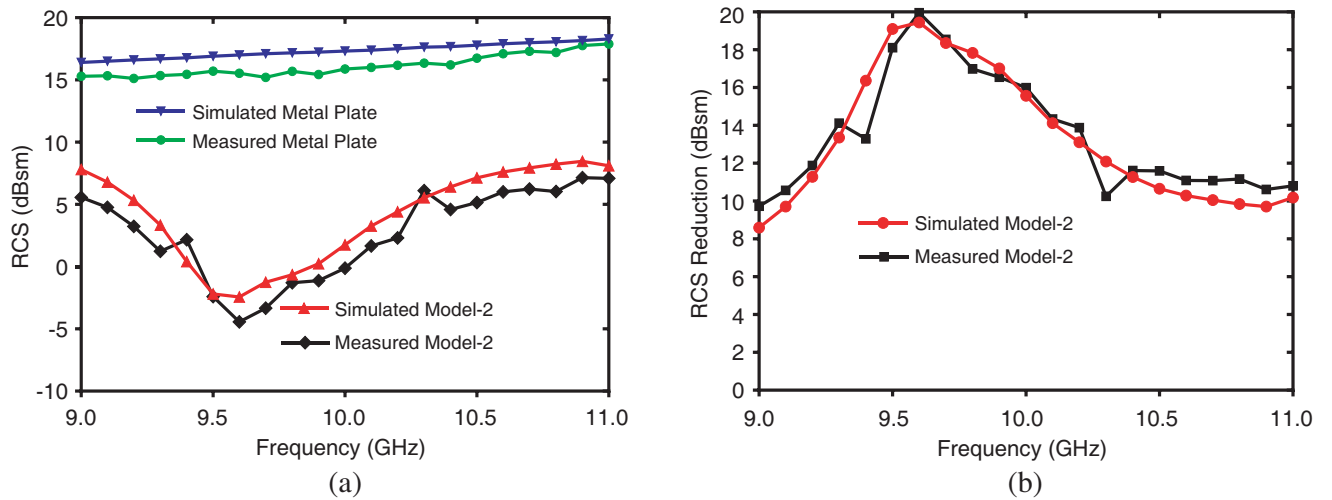 20
15
10
5
0
-5
-10
9.0 9.5 10.0 10.5 11.0
RCS (dBsm)
Frequency (GHz)
Simulated Metal Plate
Measured Metal Plate
Simulated Model-2
Measured Model-2
(a)
20
18
16
14
12
10
8
6
4
2
0
9.0 9.5 10.0 10.5 11.0
RCS Reduction (dBsm)
Frequency (GHz)
Simulated Model-2
Measured Model-2
(b)